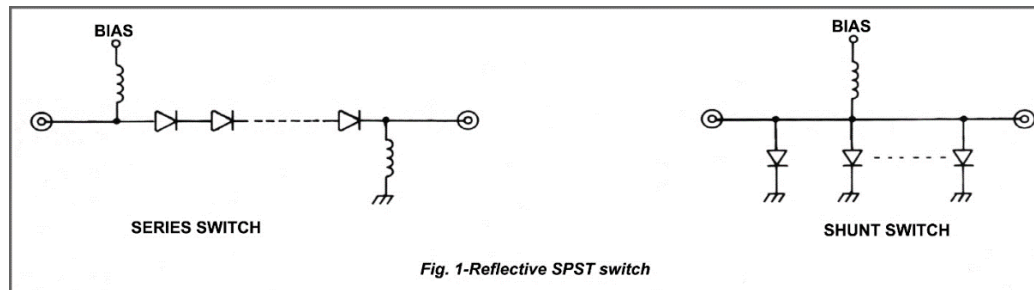 BIAS
BIAS
SERIES SWITCH
SHUNT SWITCH
Fig. 1-Reflective SPST switch